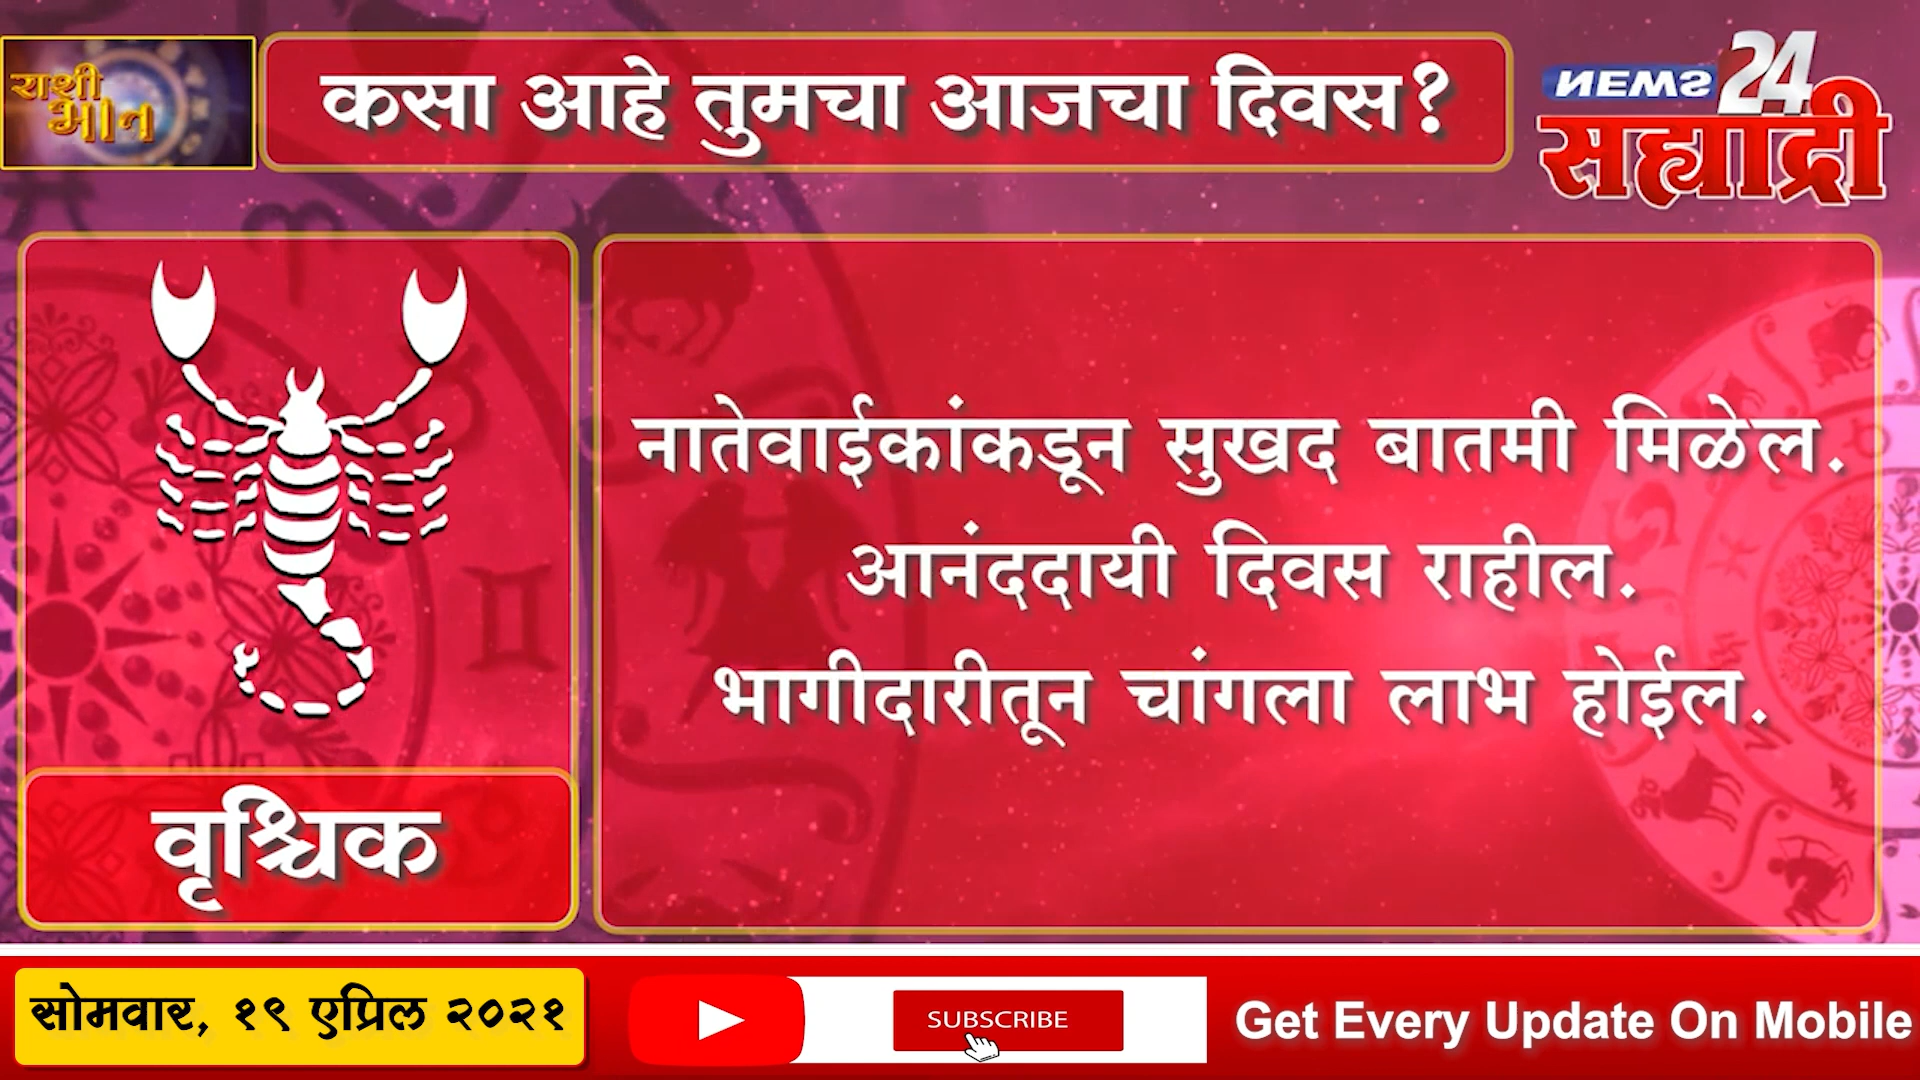 राशी
भान
कसा आहे तुमचा आजचा दिवस?
NEWS 24
सह्याद्री
नातेवाईकांकडून सुखद बातमी मिळेल.
आनंददायी दिवस राहील.
भागीदारीतून चांगला लाभ होईल.
वृश्चिक
सोमवार, १९ एप्रिल २०२१
SUBSCRIBE
Get Every Update On Mobile